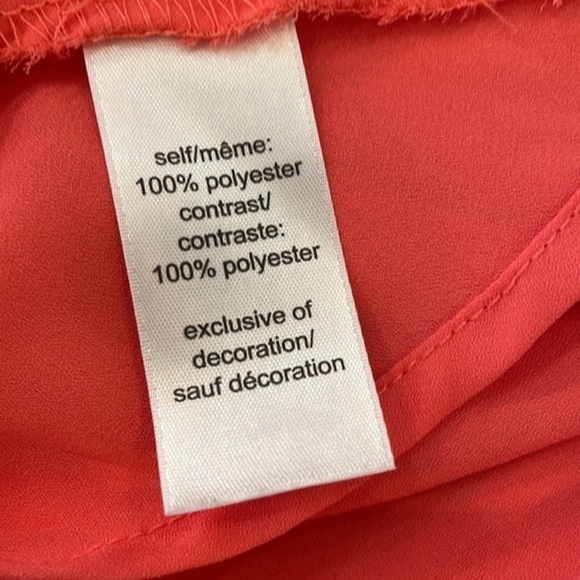 self/même:
100% polyester
contrast/
contraste:
100% polyester
exclusive of
decoration/
sauf décoration